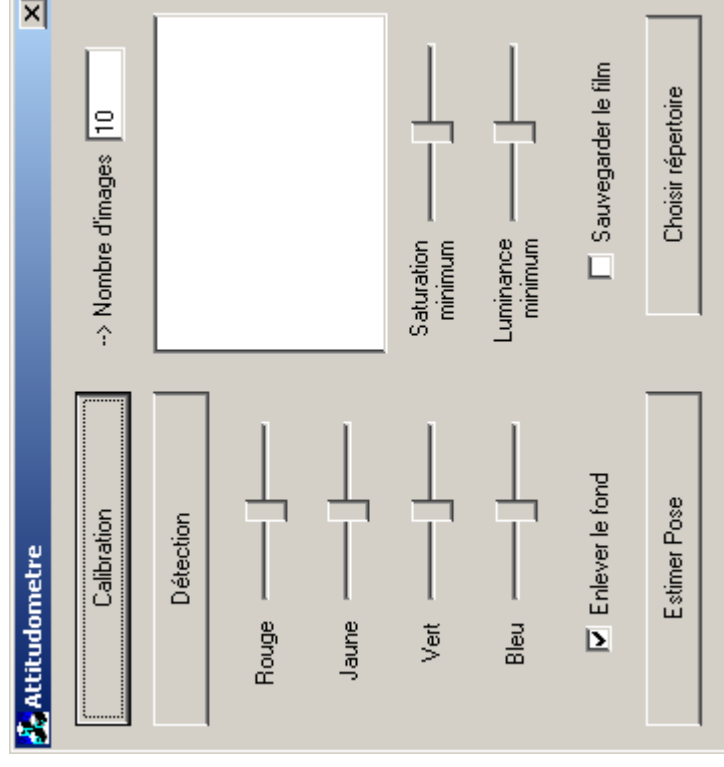 Attitudometre
Calibration
--> Nombre d'images 10
Détection
Rouge
Jaune
Vert
Bleu
Saturation
minimum
Luminance
minimum
Enlever le fond
Sauvegarder le film
Estimer Pose
Choisir répertoire